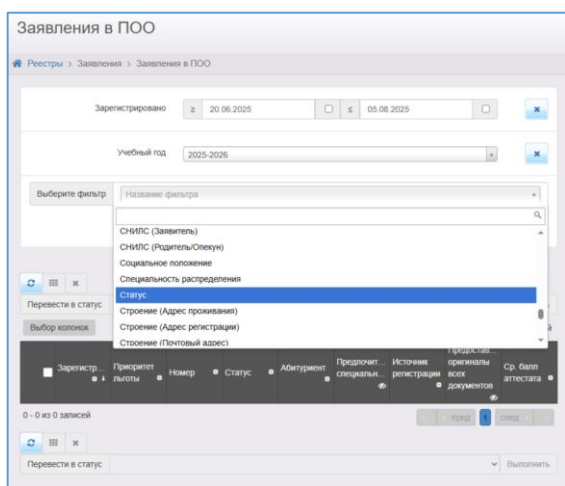 Заявления в ПОО
Реестры > Заявления > Заявления в ПОО
Зарегистрировано ≥ 20.06.2025 ≤ 05.08.2025
Учебный год 2025-2026
Выберите фильтр Название фильтра
СНИЛС (Заявитель)
СНИЛС (Родитель/Опекун)
Социальное положение
Специальность распределения
Статус
Перевести в статус
Строение (Адрес проживания)
Строение (Адрес регистрации)
Выбор колонок
Строение (Почтовый адрес)
Зарегистр... Приоритет льготы Номер Статус Абитуриент Предпочит... специальн... Источник регистрации Предостав... оригиналы всех документов Ср. балл аттестата
0 - 0 из 0 записей пред 1 след
Перевести в статус Выполнить